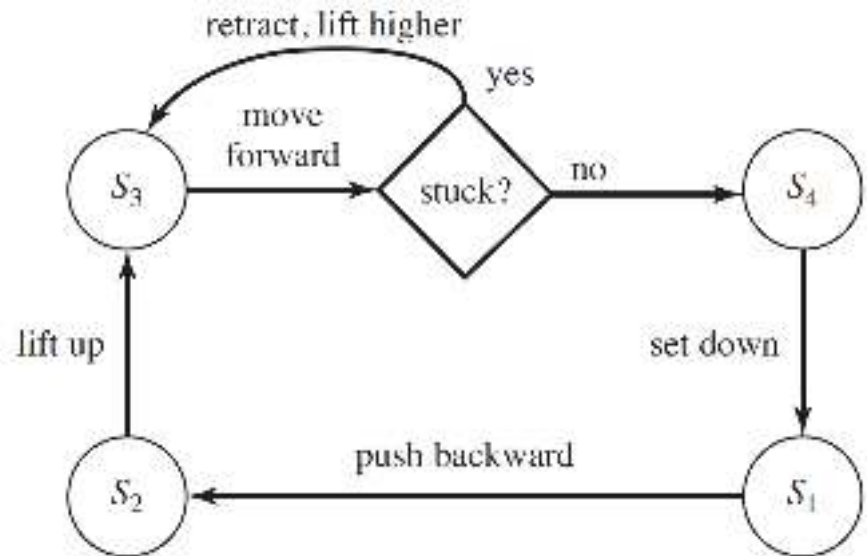 retract, lift higher
yes
move
forward
S₃
stuck?
no
S₄
lift up
set down
push backward
S₂
S₁